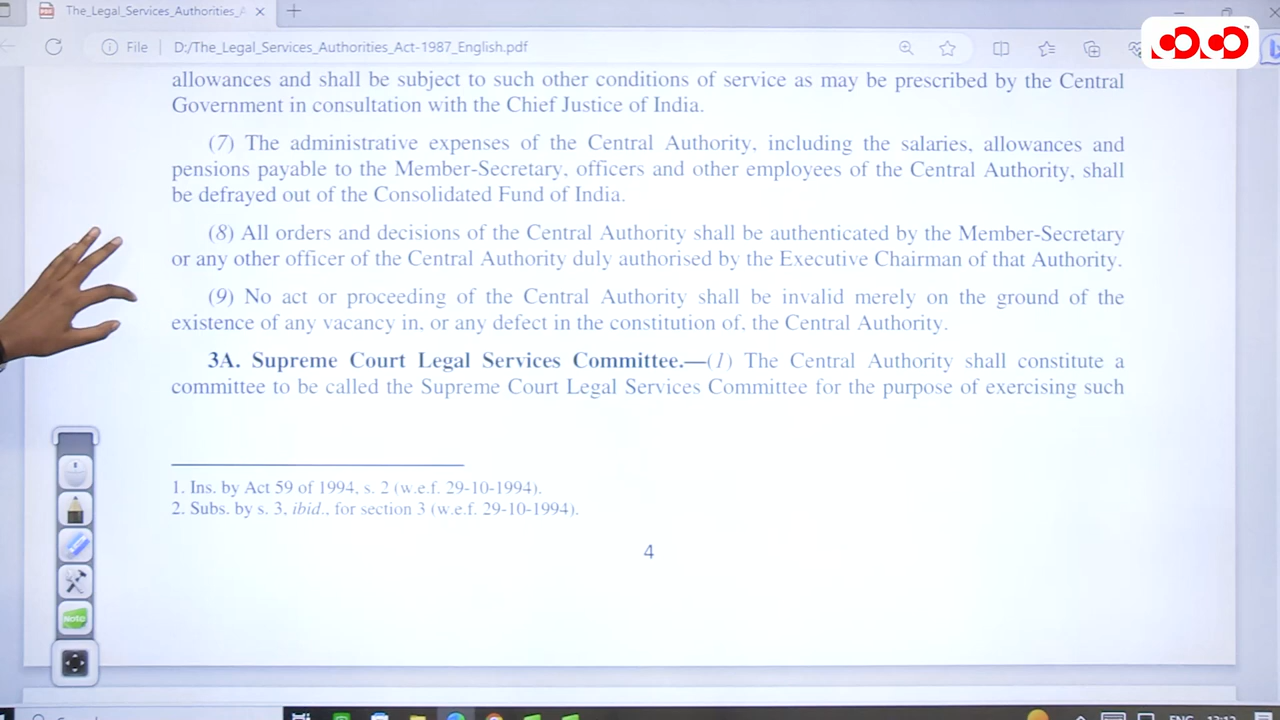 The_Legal_Services_Authorities_A
File D:/The_Legal_Services_Authorities_Act-1987_English.pdf
allowances and shall be subject to such other conditions of service as may be prescribed by the Central
Government in consultation with the Chief Justice of India.
(7) The administrative expenses of the Central Authority, including the salaries, allowances and
pensions payable to the Member-Secretary, officers and other employees of the Central Authority, shall
be defrayed out of the Consolidated Fund of India.
(8) All orders and decisions of the Central Authority shall be authenticated by the Member-Secretary
or any other officer of the Central Authority duly authorised by the Executive Chairman of that Authority.
(9) No act or proceeding of the Central Authority shall be invalid merely on the ground of the
existence of any vacancy in, or any defect in the constitution of, the Central Authority.
3A. Supreme Court Legal Services Committee.—(1) The Central Authority shall constitute a
committee to be called the Supreme Court Legal Services Committee for the purpose of exercising such
1. Ins. by Act 59 of 1994, s. 2 (w.e.f. 29-10-1994).
2. Subs. by s. 3, ibid., for section 3 (w.e.f. 29-10-1994).
4
Note